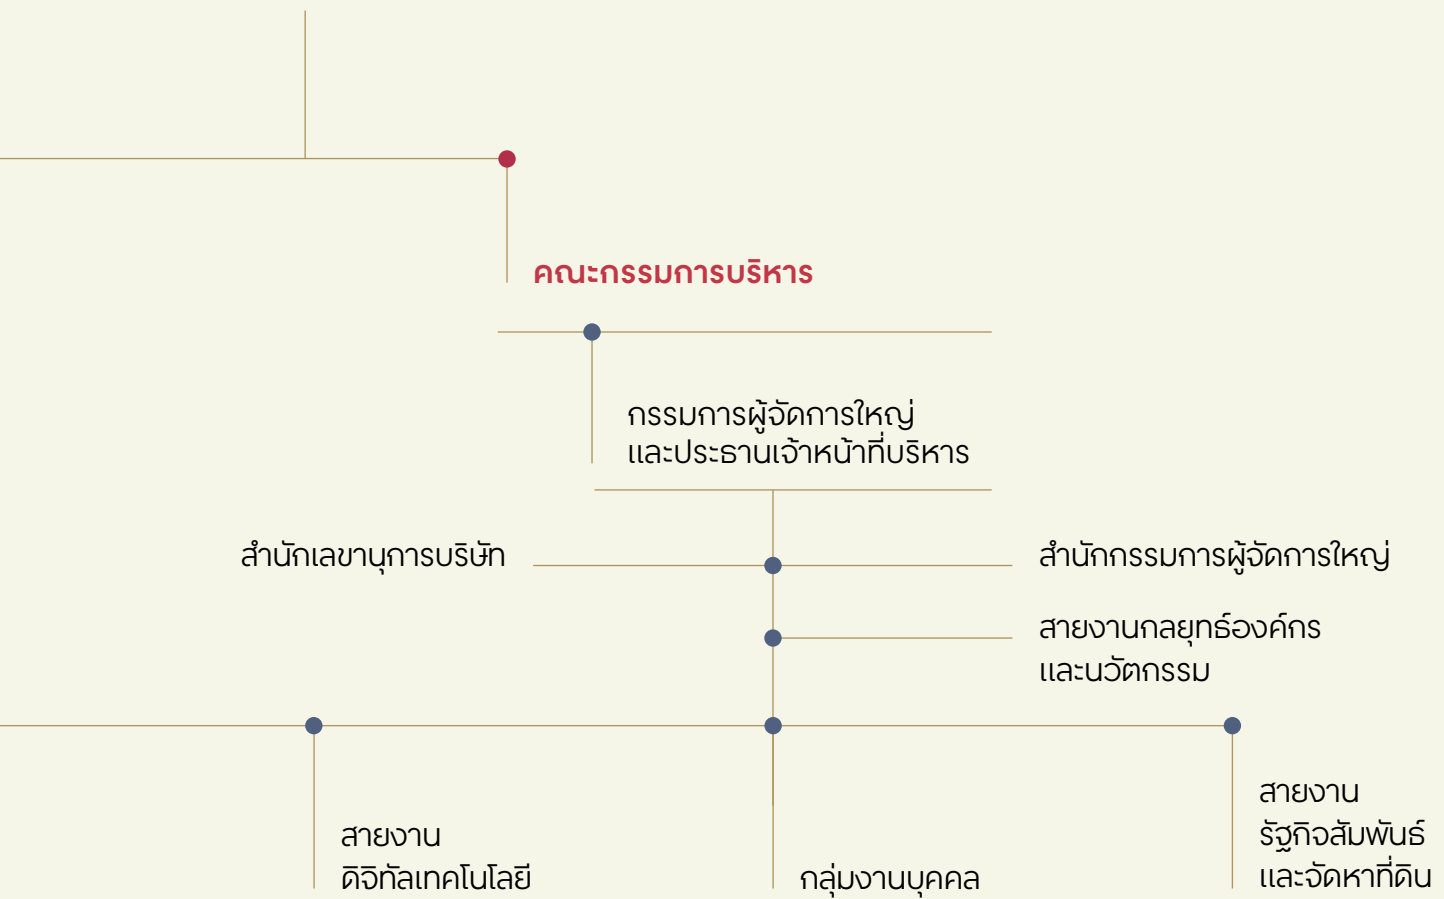 คณะกรรมการบริหาร
กรรมการผู้จัดการใหญ่
และประธานเจ้าหน้าที่บริหาร
สำนักเลขานุการบริษัท
สำนักกรรมการผู้จัดการใหญ่
สายงานกลยุทธ์องค์กร
และนวัตกรรม
สายงาน
ดิจิทัลเทคโนโลยี
กลุ่มงานบุคคล
สายงาน
รัฐกิจสัมพันธ์
และจัดหาที่ดิน